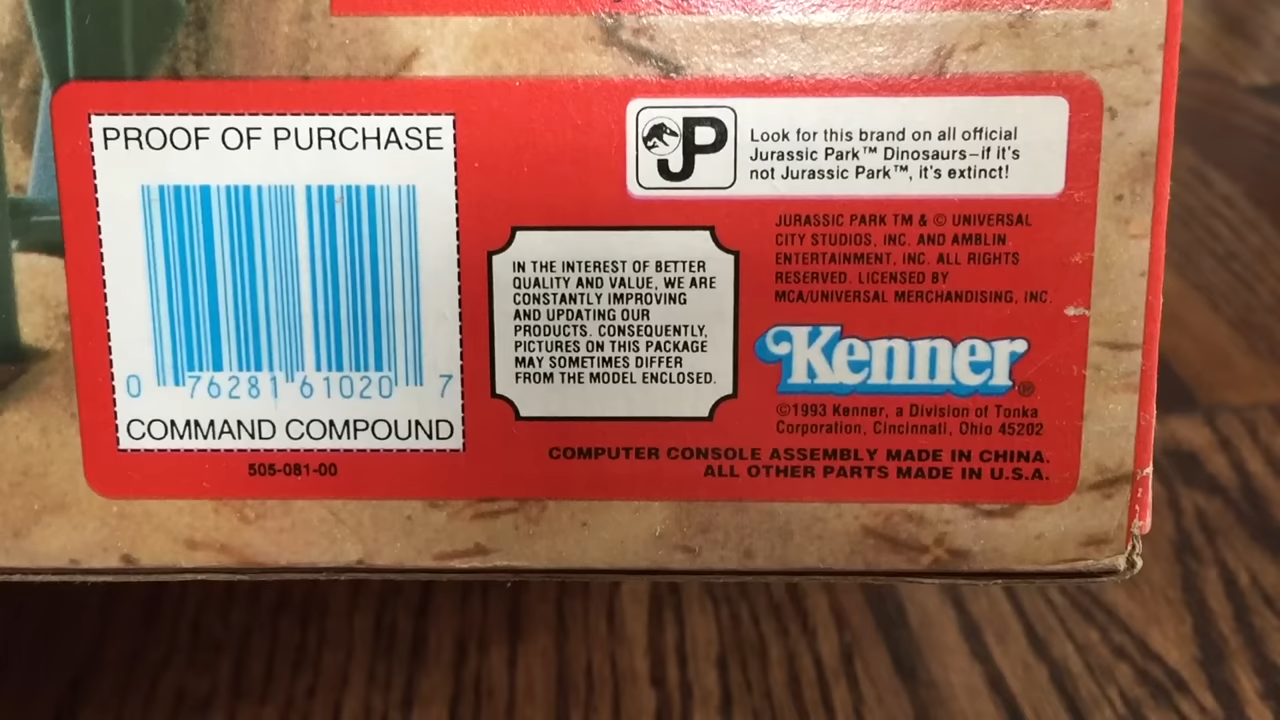 PROOF OF PURCHASE
0 76281 61020 7
COMMAND COMPOUND
505-081-00
JP
Look for this brand on all official
Jurassic Park™ Dinosaurs–if it's
not Jurassic Park™, it's extinct!
IN THE INTEREST OF BETTER
QUALITY AND VALUE, WE ARE
CONSTANTLY IMPROVING
AND UPDATING OUR
PRODUCTS. CONSEQUENTLY,
PICTURES ON THIS PACKAGE
MAY SOMETIMES DIFFER
FROM THE MODEL ENCLOSED.
JURASSIC PARK TM & © UNIVERSAL
CITY STUDIOS, INC. AND AMBLIN
ENTERTAINMENT, INC. ALL RIGHTS
RESERVED. LICENSED BY
MCA/UNIVERSAL MERCHANDISING, INC.
Kenner®
©1993 Kenner, a Division of Tonka
Corporation, Cincinnati, Ohio 45202
COMPUTER CONSOLE ASSEMBLY MADE IN CHINA.
ALL OTHER PARTS MADE IN U.S.A.